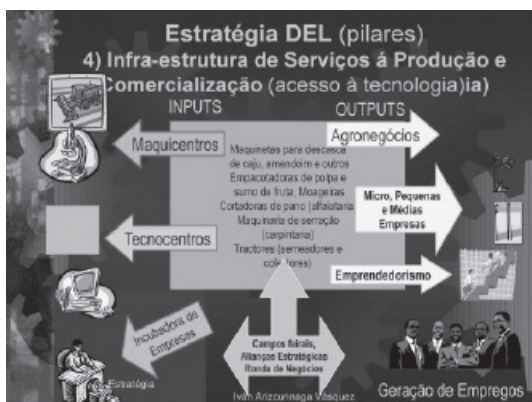 Estratégia DEL (pilares)
4) Infra-estrutura de Serviços á Produção e
Comercialização (acesso à tecnologia)ia)
INPUTS
OUTPUTS
Maquicentros
Agronegócios
Maquinetas para descasca
de caju, amendoim e outros
Empacotadoras de polpa e
sumo de fruta, Moageiras
Cortadoras de pano (alfaiataria)
Maquinaria de serração
(carpintaria)
Tractores (semeadores e
colectores)
Micro, Pequenas
e Médias
Empresas
Tecnocentros
Emprendedorismo
Incubadora de
Empresas
Campos feirais,
Alianças Estratégicas
Ronda de Negócios
Estratégia
Iván Arizcurinaga Vásquez
Geração de Empregos